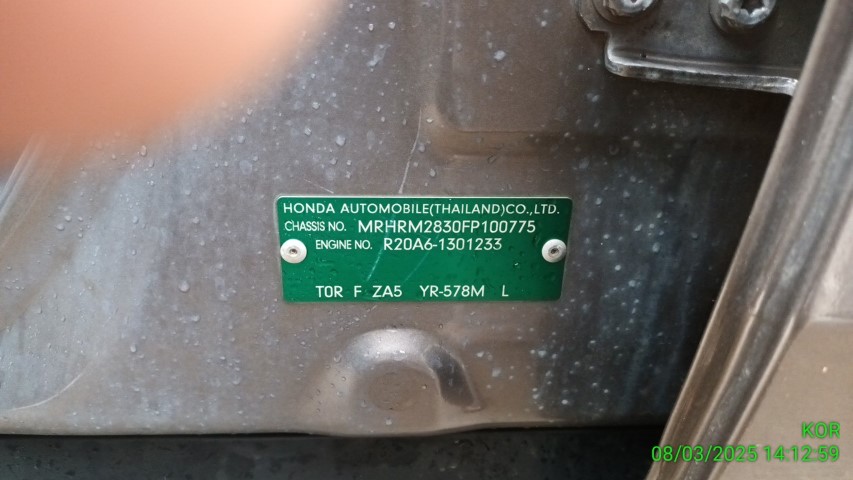 HONDA AUTOMOBILE(THAILAND)CO.,LTD.
CHASSIS NO. MRHRM2830FP100775
ENGINE NO. R20A6-1301233
TOR F ZA5 YR-578M L
KOR
08/03/2025 14:12:59